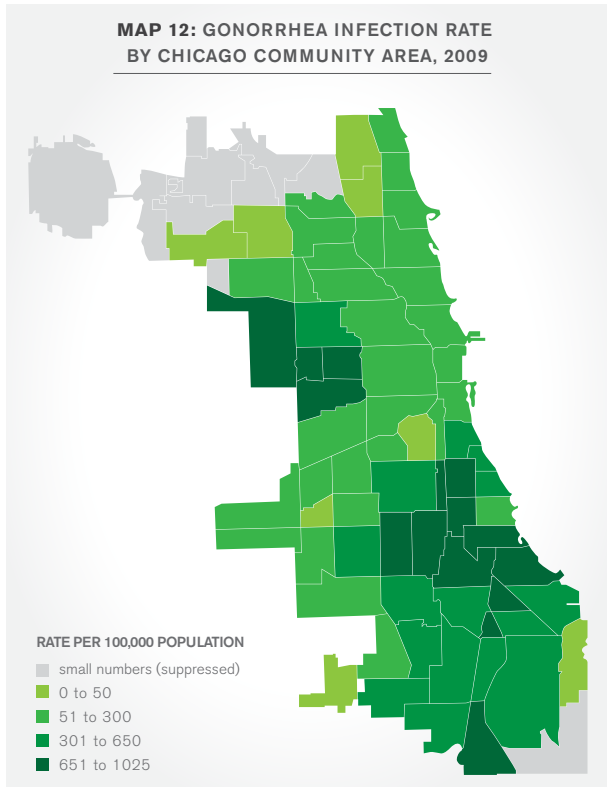 MAP 12: GONORRHEA INFECTION RATE
BY CHICAGO COMMUNITY AREA, 2009
RATE PER 100,000 POPULATION
small numbers (suppressed)
0 to 50
51 to 300
301 to 650
651 to 1025